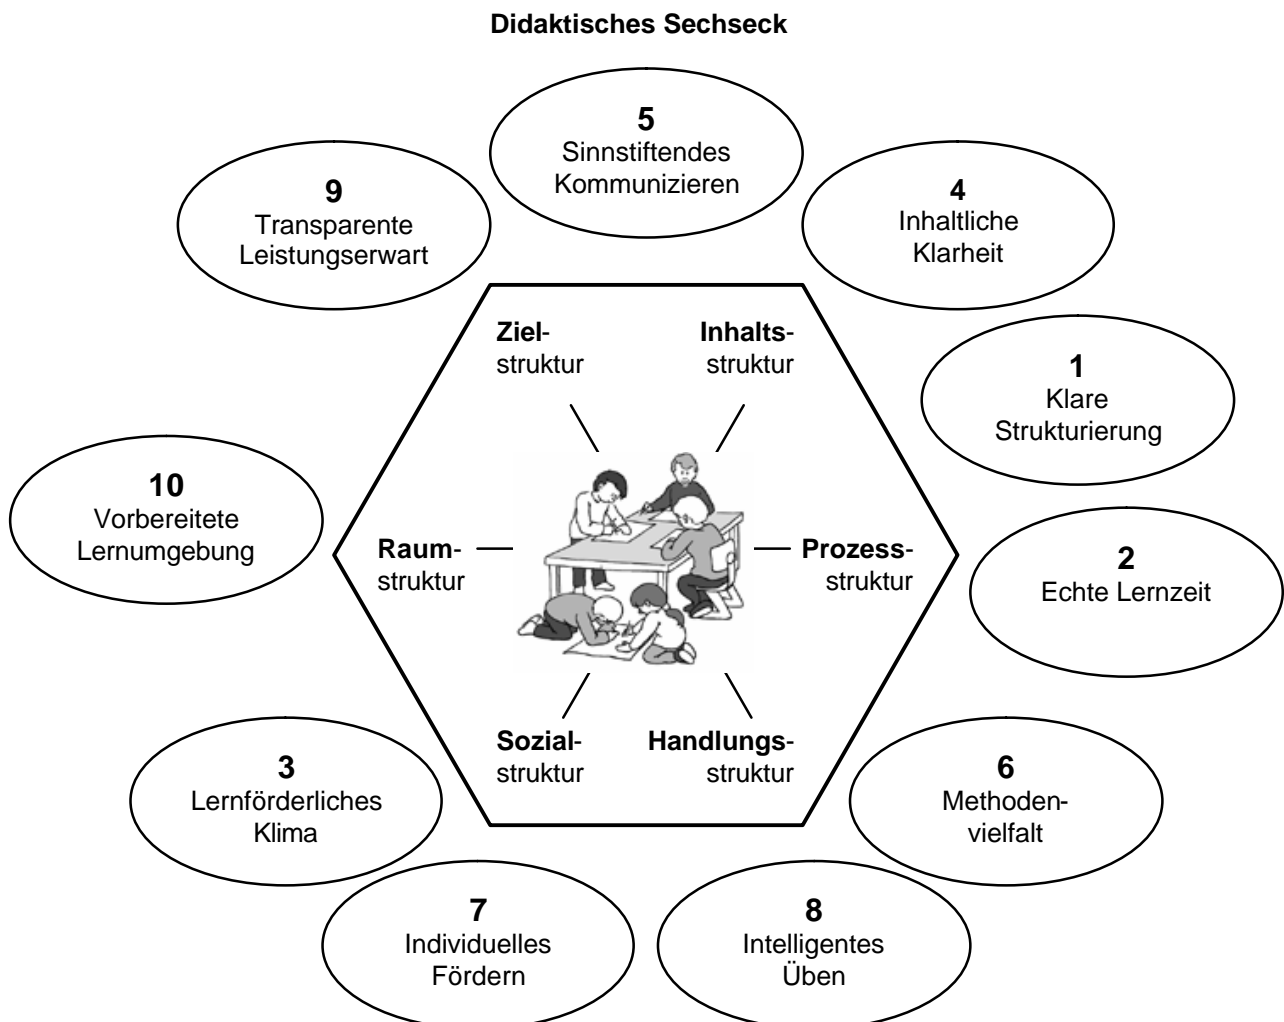 Didaktisches Sechseck
5
Sinnstiftendes
Kommunizieren
9
Transparente
Leistungserwart
4
Inhaltliche
Klarheit
1
Klare
Strukturierung
Ziel-
struktur
Inhalts-
struktur
10
Vorbereitete
Lernumgebung
Raum-
struktur
Prozess-
struktur
2
Echte Lernzeit
Sozial-
struktur
Handlungs-
struktur
3
Lernförderliches
Klima
6
Methoden-
vielfalt
7
Individuelles
Fördern
8
Intelligentes
Üben